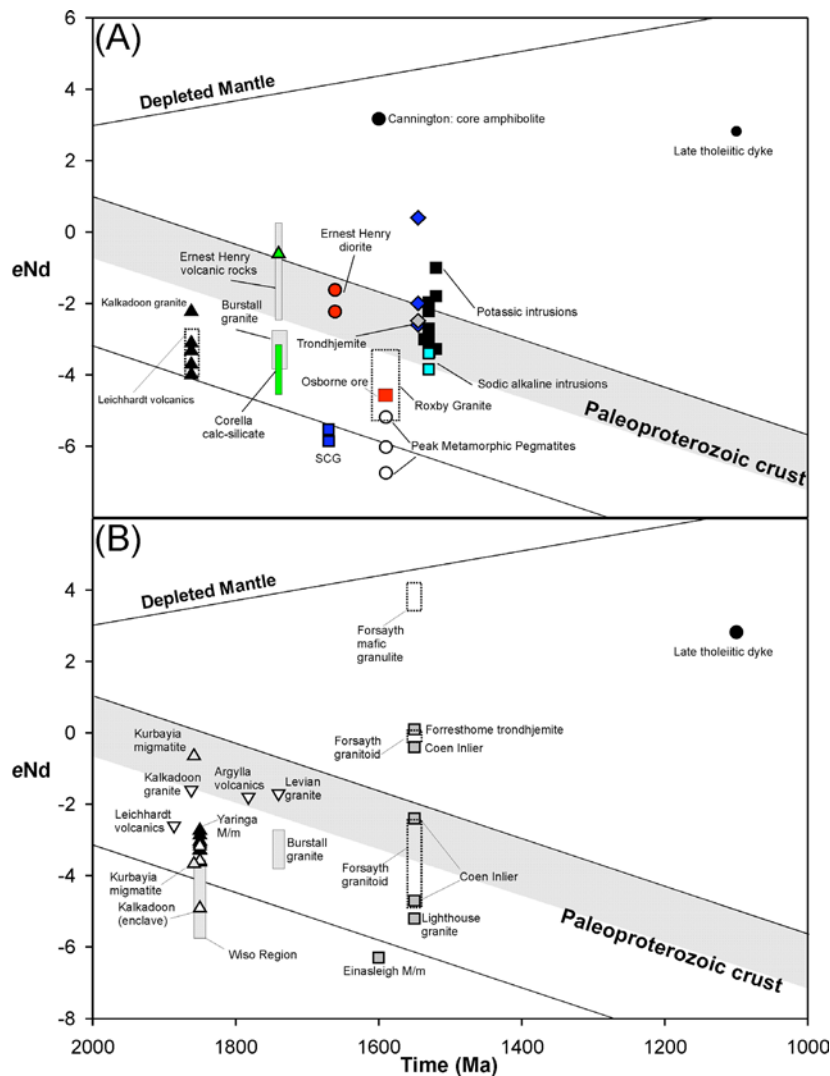 (A)
6
4
2
0
-2
-4
-6
eNd
Depleted Mantle
Cannington: core amphibolite
Late tholeiitic dyke
Ernest Henry
diorite
Ernest Henry
volcanic rocks
Kalkadoon granite
Burstall
granite
Potassic intrusions
Trondhjemite
Leichhardt volcanics
Osborne ore
Sodic alkaline intrusions
Roxby Granite
Corella
calc-silicate
SCG
Peak Metamorphic Pegmatites
Paleoproterozoic crust
(B)
4
2
0
-2
-4
-6
-8
eNd
Depleted Mantle
Forsayth
mafic
granulite
Late tholeiitic dyke
Kurbayia
migmatite
Forresthome trondhjemite
Forsayth
granitoid
Coen Inlier
Kalkadoon
granite
Argylla
volcanics
Levian
granite
Leichhardt
volcanics
Yaringa
M/m
Burstall
granite
Forsayth
granitoid
Coen Inlier
Kurbayia
migmatite
Kalkadoon
(enclave)
Lighthouse
granite
Wiso Region
Einasleigh M/m
Paleoproterozoic crust
2000
1800
1600
1400
1200
1000
Time (Ma)